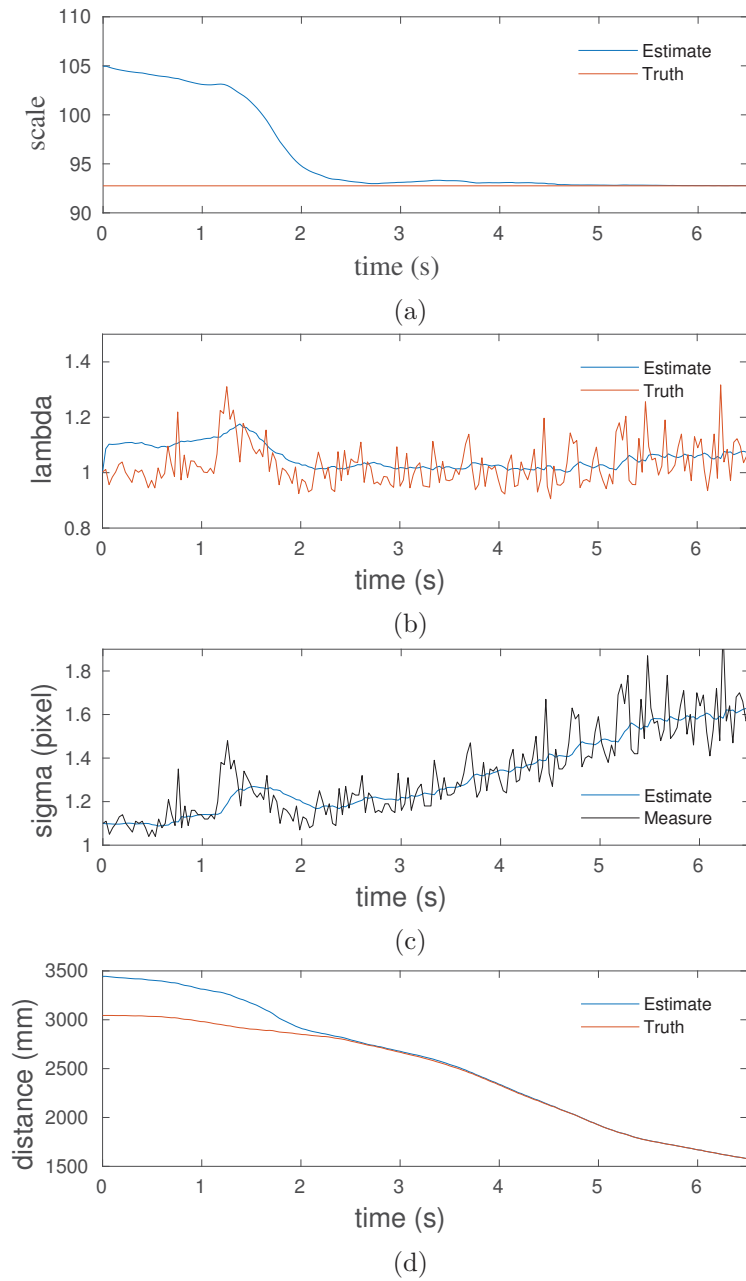 110
105
100
95
90
scale
Estimate
Truth
0 1 2 3 4 5 6
time (s)
(a)
1.4
1.2
1
0.8
lambda
Estimate
Truth
0 1 2 3 4 5 6
time (s)
(b)
1.8
1.6
1.4
1.2
1
sigma (pixel)
Estimate
Measure
0 1 2 3 4 5 6
time (s)
(c)
3500
3000
2500
2000
1500
distance (mm)
Estimate
Truth
0 1 2 3 4 5 6
time (s)
(d)